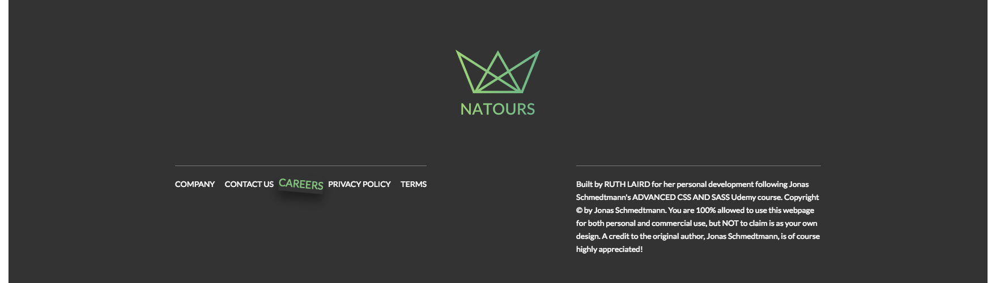 NATOURS
COMPANY CONTACT US CAREERS PRIVACY POLICY TERMS
Built by RUTH LAIRD for her personal development following Jonas
Schmedtmann's ADVANCED CSS AND SASS Udemy course. Copyright
© by Jonas Schmedtmann. You are 100% allowed to use this webpage
for both personal and commercial use, but NOT to claim is as your own
design. A credit to the original author, Jonas Schmedtmann, is of course
highly appreciated!